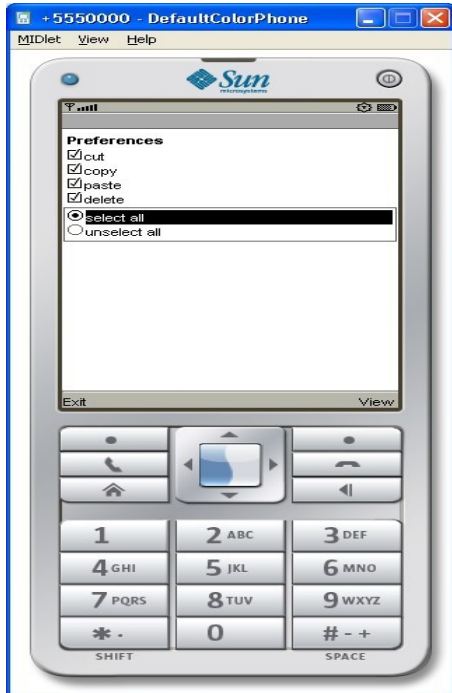 +5550000 - DefaultColorPhone
MIDlet View Help
Sun
microsystems
Preferences
cut
copy
paste
delete
select all
unselect all
Exit View
1 2 ABC 3 DEF
4 GHI 5 JKL 6 MNO
7 PQRS 8 TUV 9 WXYZ
* . 0 # - +
SHIFT SPACE